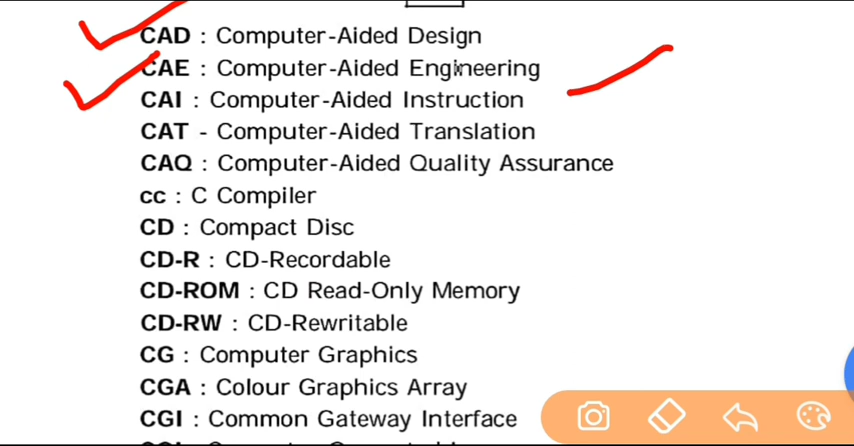 CAD : Computer-Aided Design
CAE : Computer-Aided Engineering
CAI : Computer-Aided Instruction
CAT - Computer-Aided Translation
CAQ : Computer-Aided Quality Assurance
cc : C Compiler
CD : Compact Disc
CD-R : CD-Recordable
CD-ROM : CD Read-Only Memory
CD-RW : CD-Rewritable
CG : Computer Graphics
CGA : Colour Graphics Array
CGI : Common Gateway Interface